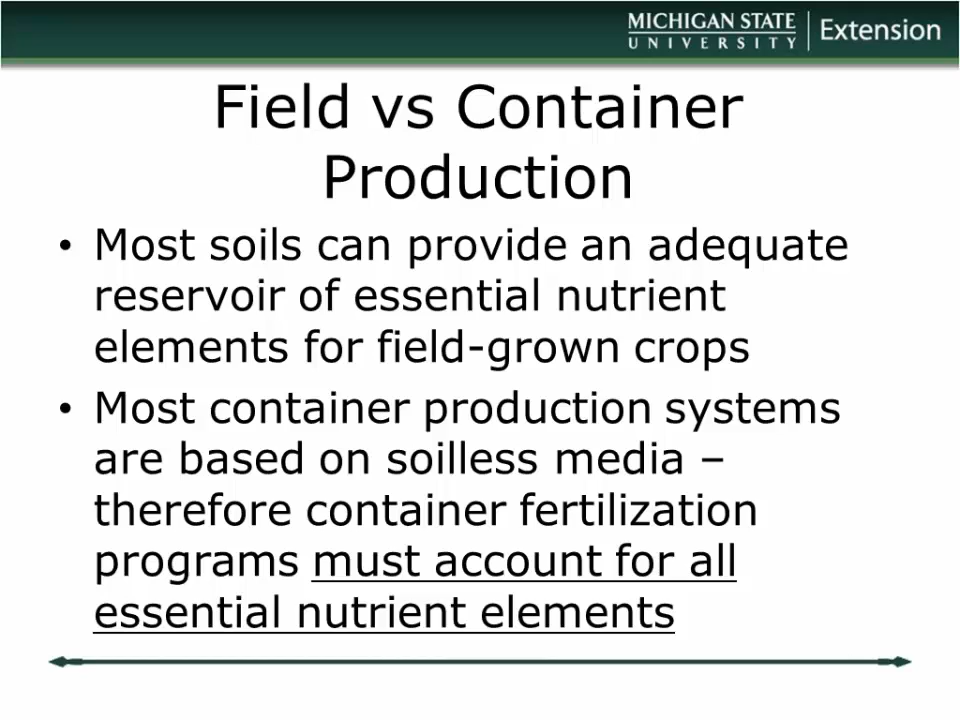 MICHIGAN STATE
UNIVERSITY
Extension
Field vs Container
Production
• Most soils can provide an adequate
reservoir of essential nutrient
elements for field-grown crops
• Most container production systems
are based on soilless media –
therefore container fertilization
programs must account for all
essential nutrient elements